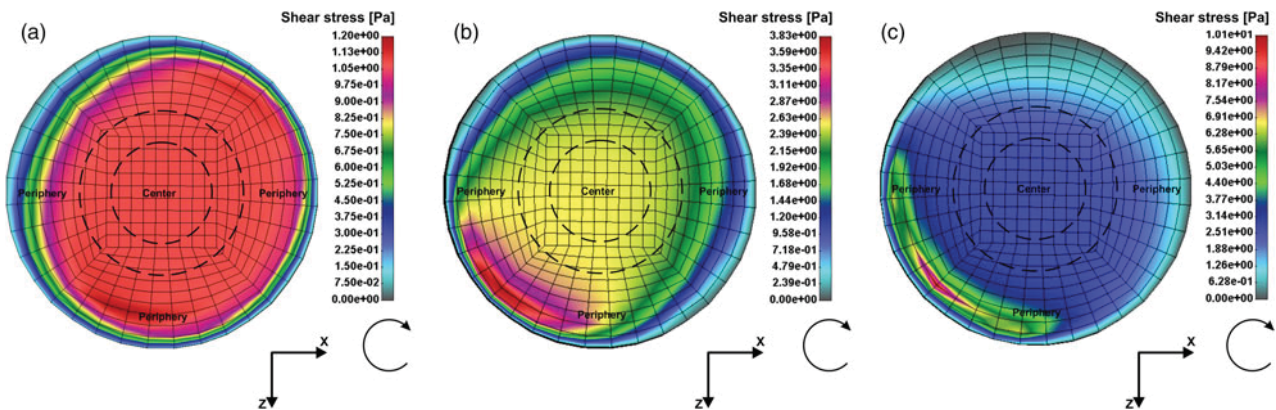 (a)
Shear stress [Pa]
1.20e+00
1.13e+00
1.05e+00
9.75e-01
9.00e-01
8.25e-01
7.50e-01
6.75e-01
6.00e-01
5.25e-01
4.50e-01
3.75e-01
3.00e-01
2.25e-01
1.50e-01
7.50e-02
0.00e+00
Periphery
Center
Periphery
Periphery
X
Z
(b)
Shear stress [Pa]
3.83e+00
3.59e+00
3.35e+00
3.11e+00
2.87e+00
2.63e+00
2.39e+00
2.15e+00
1.92e+00
1.68e+00
1.44e+00
1.20e+00
9.58e-01
7.18e-01
4.79e-01
2.39e-01
0.00e+00
Periphery
Center
Periphery
Periphery
X
Z
(c)
Shear stress [Pa]
1.01e+01
9.42e+00
8.79e+00
8.17e+00
7.54e+00
6.91e+00
6.28e+00
5.65e+00
5.03e+00
4.40e+00
3.77e+00
3.14e+00
2.51e+00
1.88e+00
1.26e+00
6.28e-01
0.00e+00
Periphery
Center
Periphery
Periphery
X
Z